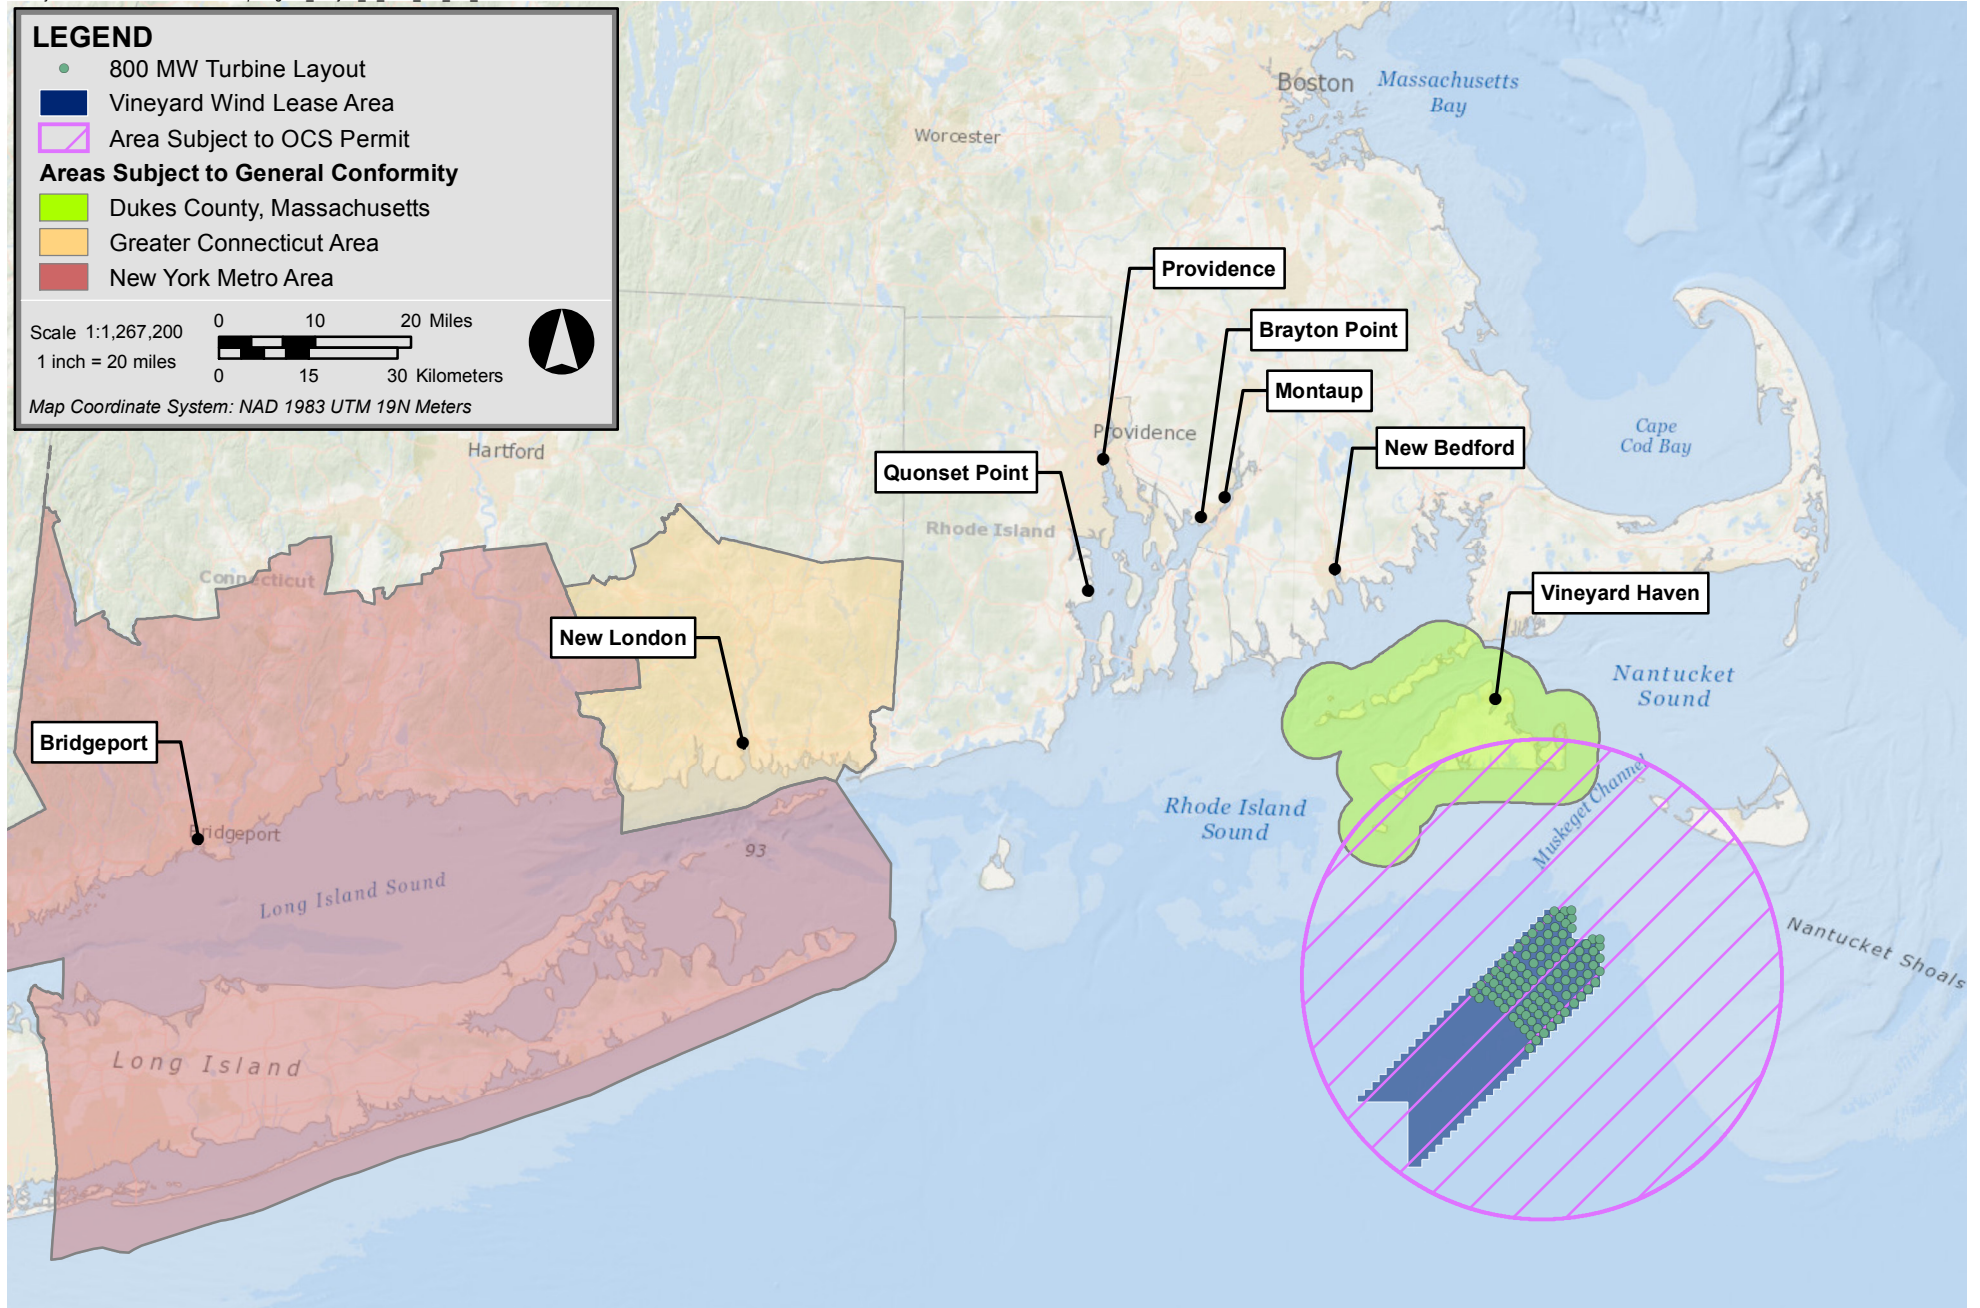 LEGEND
800 MW Turbine Layout
Vineyard Wind Lease Area
Area Subject to OCS Permit
Areas Subject to General Conformity
Dukes County, Massachusetts
Greater Connecticut Area
New York Metro Area
Scale 1:1,267,200
1 inch = 20 miles
0 10 20 Miles
0 15 30 Kilometers
Map Coordinate System: NAD 1983 UTM 19N Meters
Boston
Massachusetts
Bay
Worcester
Providence
Brayton Point
Montaup
Providence
New Bedford
Cape
Cod Bay
Hartford
Quonset Point
Rhode Island
Connecticut
Vineyard Haven
New London
Nantucket
Sound
Bridgeport
Muskeget Channel
Rhode Island
Sound
Bridgeport
93
Long Island Sound
Nantucket Shoals
Long Island